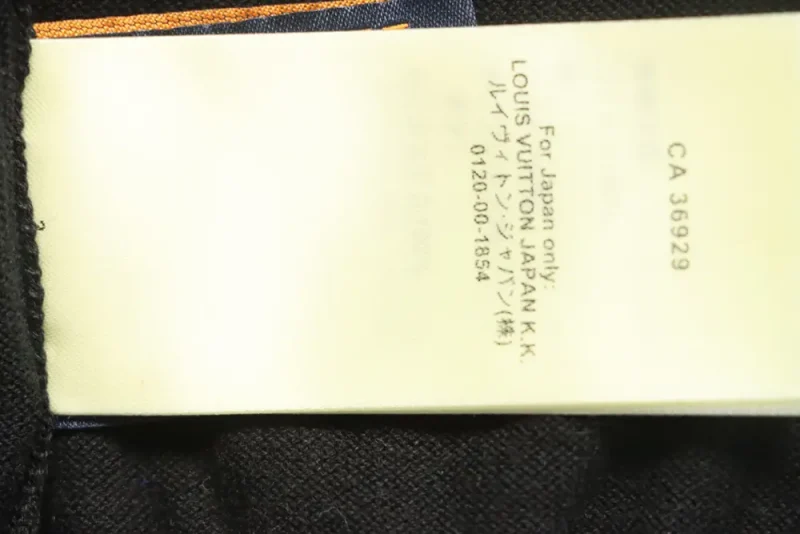 CA 36929
For Japan only:
LOUIS VUITTON JAPAN K.K.
ルイヴィトン・ジャパン(株)
0120-00-1854